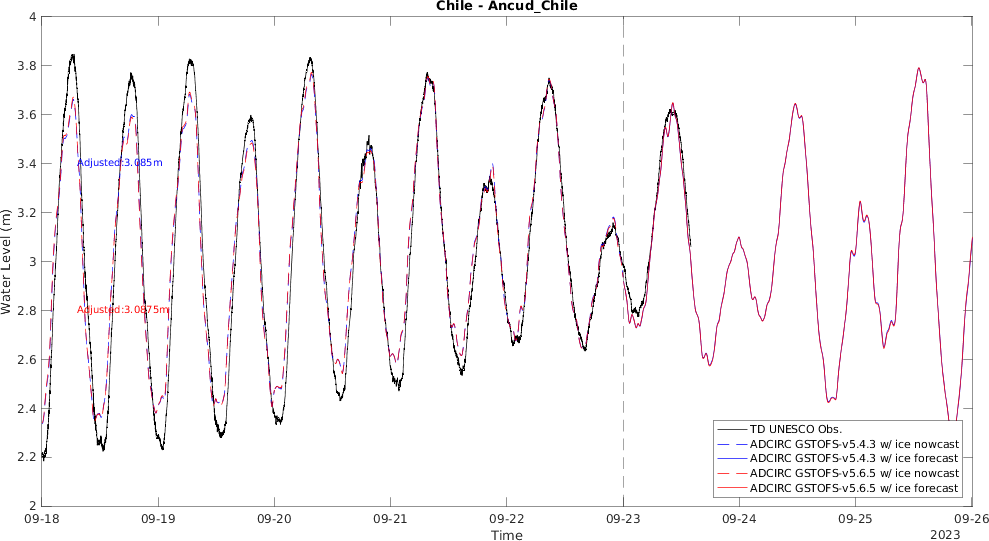 Chile - Ancud_Chile
Water Level (m)
4
3.8
3.6
3.4
3.2
3
2.8
2.6
2.4
2.2
2
Adjusted:3.085m
Adjusted:3.0875m
TD UNESCO Obs.
ADCIRC GSTOFS-v5.4.3 w/ ice nowcast
ADCIRC GSTOFS-v5.4.3 w/ ice forecast
ADCIRC GSTOFS-v5.6.5 w/ ice nowcast
ADCIRC GSTOFS-v5.6.5 w/ ice forecast
09-18 09-19 09-20 09-21 09-22 09-23 09-24 09-25 09-26
Time
2023